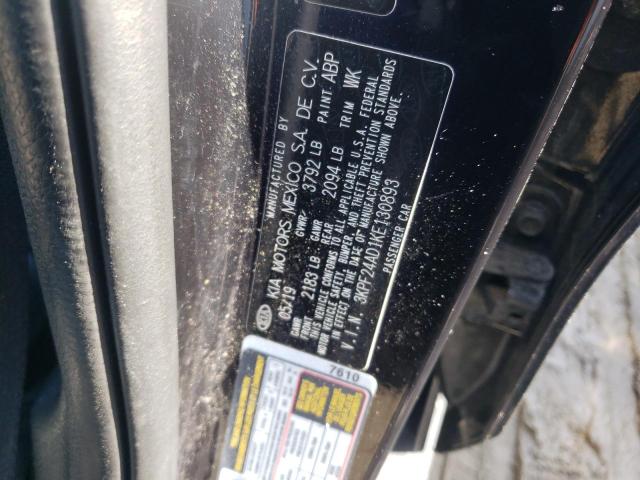 MANUFACTURED BY
KIA MOTORS MEXICO S.A. DE C.V.
05/19 GVWR 3792 LB PAINT ABP
GAWR FRONT 2183 LB GAWR REAR 2094 LB TRIM WK
THIS VEHICLE CONFORMS TO ALL APPLICABLE U.S.A. FEDERAL
MOTOR VEHICLE SAFETY, BUMPER AND THEFT PREVENTION STANDARDS
IN EFFECT ON THE DATE OF MANUFACTURE SHOWN ABOVE.
V.I.N. 3KPF24AD1KE130893
PASSENGER CAR
KIA
7610